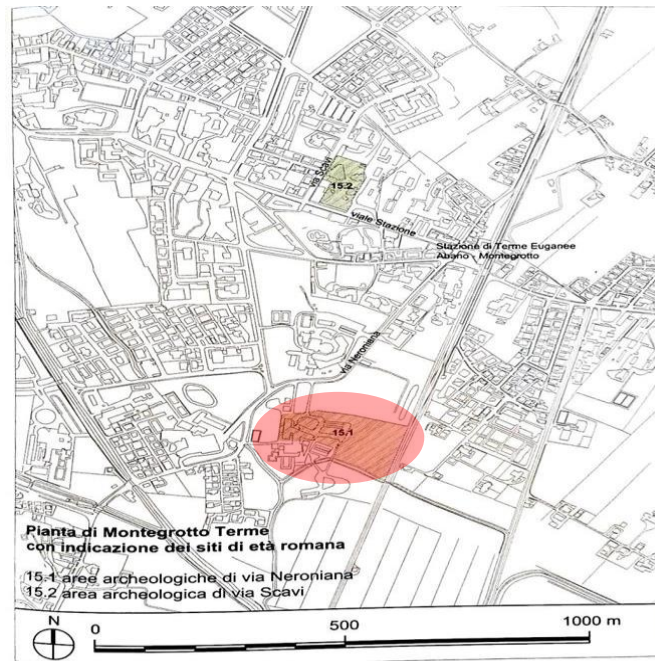 via Scavi
15.2
viale Stazione
Stazione di Terme Euganee
Abano - Montegrotto
via Neroniana
15.1
Pianta di Montegrotto Terme
con indicazione dei siti di età romana
15.1 aree archeologiche di via Neroniana
15.2 area archeologica di via Scavi
N
0 500 1000 m